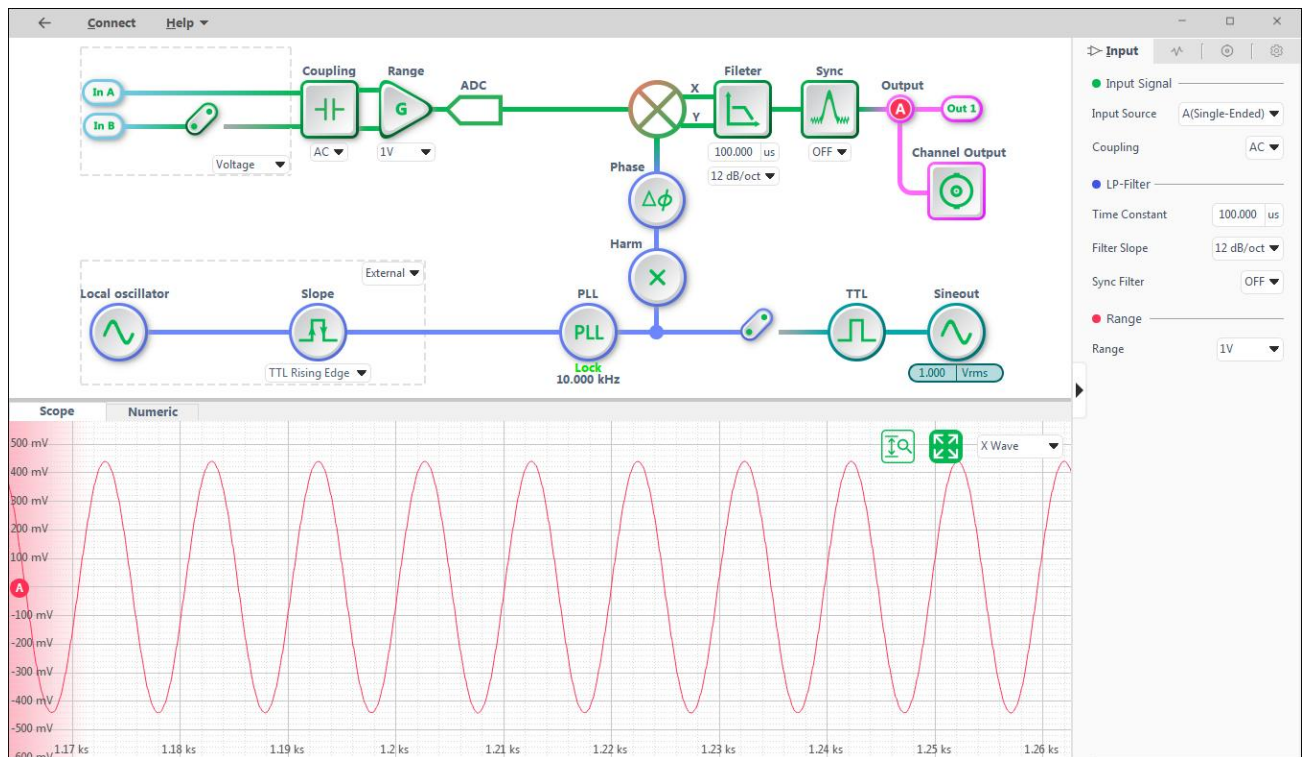 Connect Help
Input
Coupling Range ADC Fileter Sync Output
In A
In B
G
X
Y
A
Out 1
Voltage
AC
1V
100.000 us
12 dB/oct
OFF
Channel Output
Phase
Δϕ
Harm
×
External
Local oscillator Slope PLL TTL Sineout
PLL
TTL Rising Edge
Lock
10.000 kHz
1.000 Vrms
Input Signal
Input Source A(Single-Ended)
Coupling AC
LP-Filter
Time Constant 100.000 us
Filter Slope 12 dB/oct
Sync Filter OFF
Range
Range 1V
Scope Numeric
X Wave
500 mV
400 mV
300 mV
200 mV
100 mV
A
-100 mV
-200 mV
-300 mV
-400 mV
-500 mV
-600 mV
1.17 ks 1.18 ks 1.19 ks 1.2 ks 1.21 ks 1.22 ks 1.23 ks 1.24 ks 1.25 ks 1.26 ks